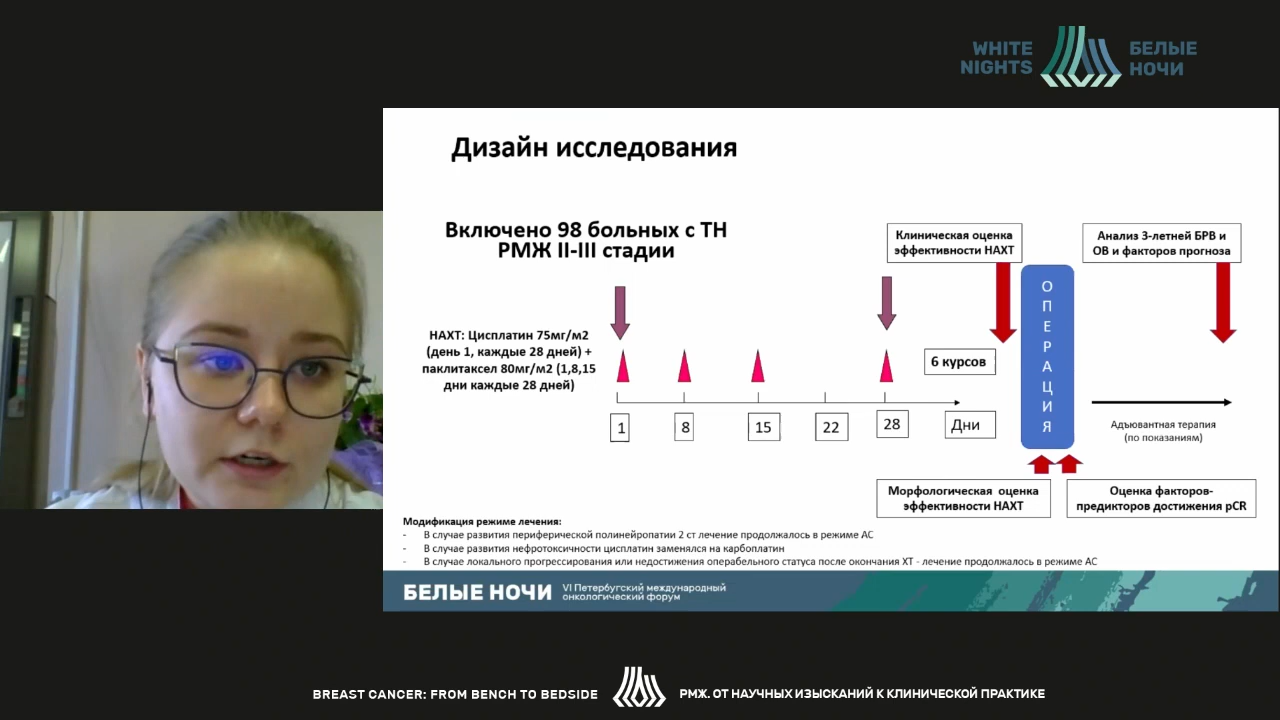 WHITE
NIGHTS
БЕЛЫЕ
НОЧИ
Дизайн исследования
Включено 98 больных с ТН
РМЖ II-III стадии
Клиническая оценка
эффективности НАХТ
Анализ 3-летней БРВ и
ОВ и факторов прогноза
НАХТ: Цисплатин 75мг/м2
(день 1, каждые 28 дней) +
паклитаксел 80мг/м2 (1,8,15
дни каждые 28 дней)
6 курсов
ОПЕРАЦИЯ
1
8
15
22
28
Дни
Адъювантная терапия
(по показаниям)
Морфологическая оценка
эффективности НАХТ
Оценка факторов-
предикторов достижения pCR
Модификация режиме лечения:
- В случае развития периферической полинейропатии 2 ст лечение продолжалось в режиме АС
- В случае развития нефротоксичности цисплатин заменялся на карбоплатин
- В случае локального прогрессирования или недостижения операбельного статуса после окончания ХТ - лечение продолжалось в режиме АС
БЕЛЫЕ НОЧИ
VI Петербургский международный
онкологический форум
BREAST CANCER: FROM BENCH TO BEDSIDE
РМЖ. ОТ НАУЧНЫХ ИЗЫСКАНИЙ К КЛИНИЧЕСКОЙ ПРАКТИКЕ